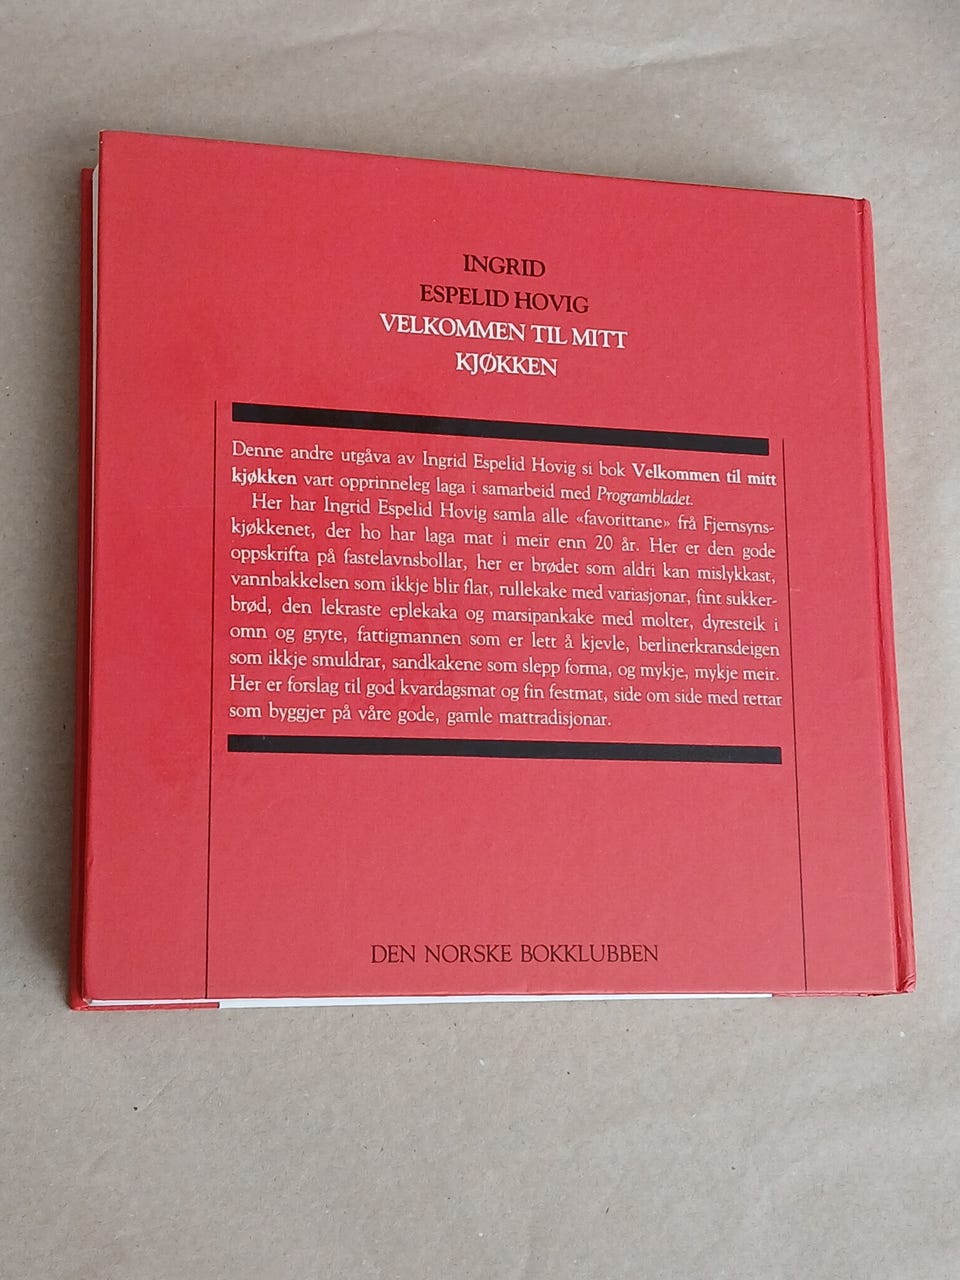 INGRID
ESPELID HOVIG
VELKOMMEN TIL MITT
KJØKKEN
Denne andre utgåva av Ingrid Espelid Hovig si bok Velkommen til mitt
kjøkken vart opprinneleg laga i samarbeid med Programbladet.
Her har Ingrid Espelid Hovig samla alle «favorittane» frå Fjernsyns-
kjøkkenet, der ho har laga mat i meir enn 20 år. Her er den gode
oppskrifta på fastelavnsbollar, her er brødet som aldri kan mislykkast,
vannbakkelsen som ikkje blir flat, rullekake med variasjonar, fint sukker-
brød, den lekraste eplekaka og marsipankake med molter, dyresteik i
omn og gryte, fattigmannen som er lett å kjevle, berlinerkransdeigen
som ikkje smuldrar, sandkakene som slepp forma, og mykje, mykje meir.
Her er forslag til god kvardagsmat og fin festmat, side om side med rettar
som byggjer på våre gode, gamle mattradisjonar.
DEN NORSKE BOKKLUBBEN